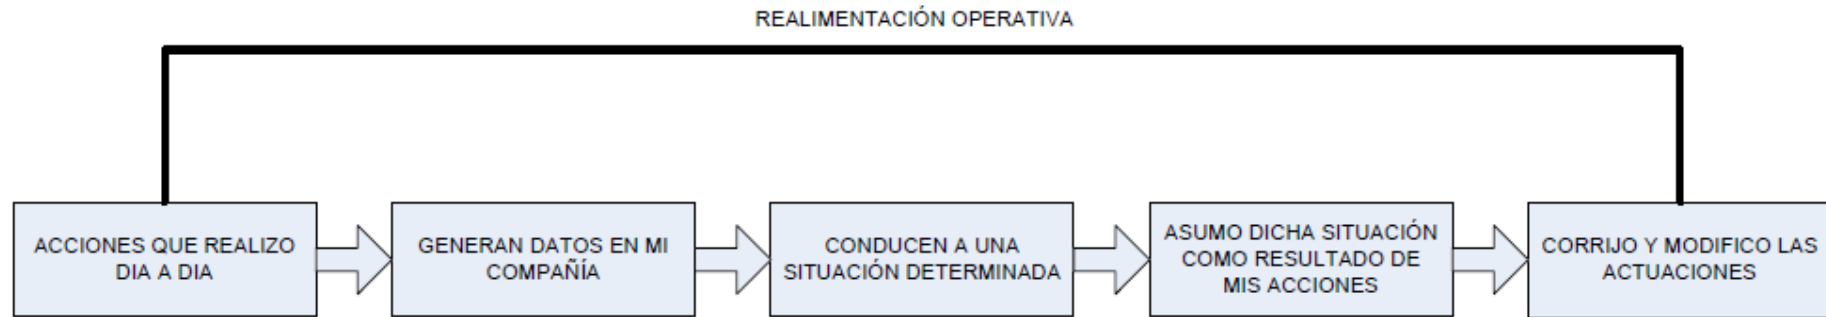 REALIMENTACIÓN OPERATIVA
ACCIONES QUE REALIZO
DIA A DIA
GENERAN DATOS EN MI
COMPAÑÍA
CONDUCEN A UNA
SITUACIÓN DETERMINADA
ASUMO DICHA SITUACIÓN
COMO RESULTADO DE
MIS ACCIONES
CORRIJO Y MODIFICO LAS
ACTUACIONES